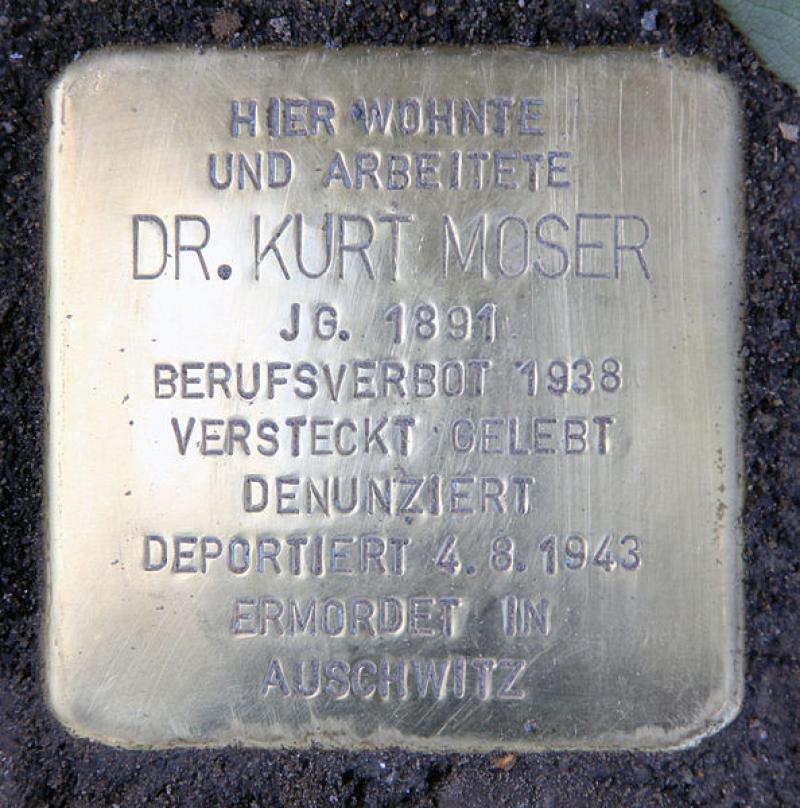 HIER WOHNTE
UND ARBEITETE
DR. KURT MOSER
JG. 1891
BERUFSVERBOT 1938
VERSTECKT GELEBT
DENUNZIERT
DEPORTIERT 4.8.1943
ERMORDET IN
AUSCHWITZ